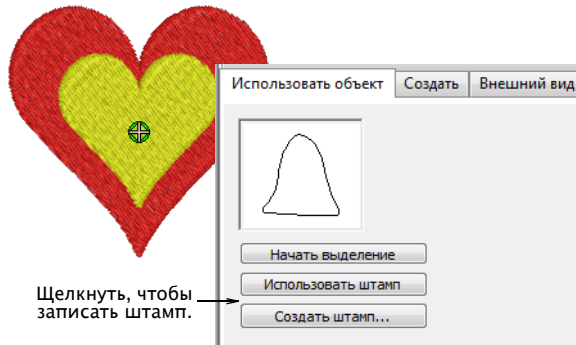 Использовать объект Создать Внешний вид
Начать выделение
Использовать штамп
Создать штамп...
Щелкнуть, чтобы
записать штамп.